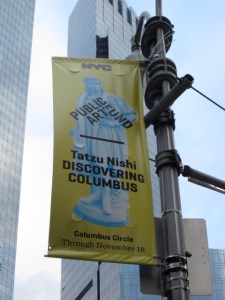 NYC
PUBLIC
ART FUND
Tatzu Nishi
DISCOVERING
COLUMBUS
Columbus Circle
Through November 18